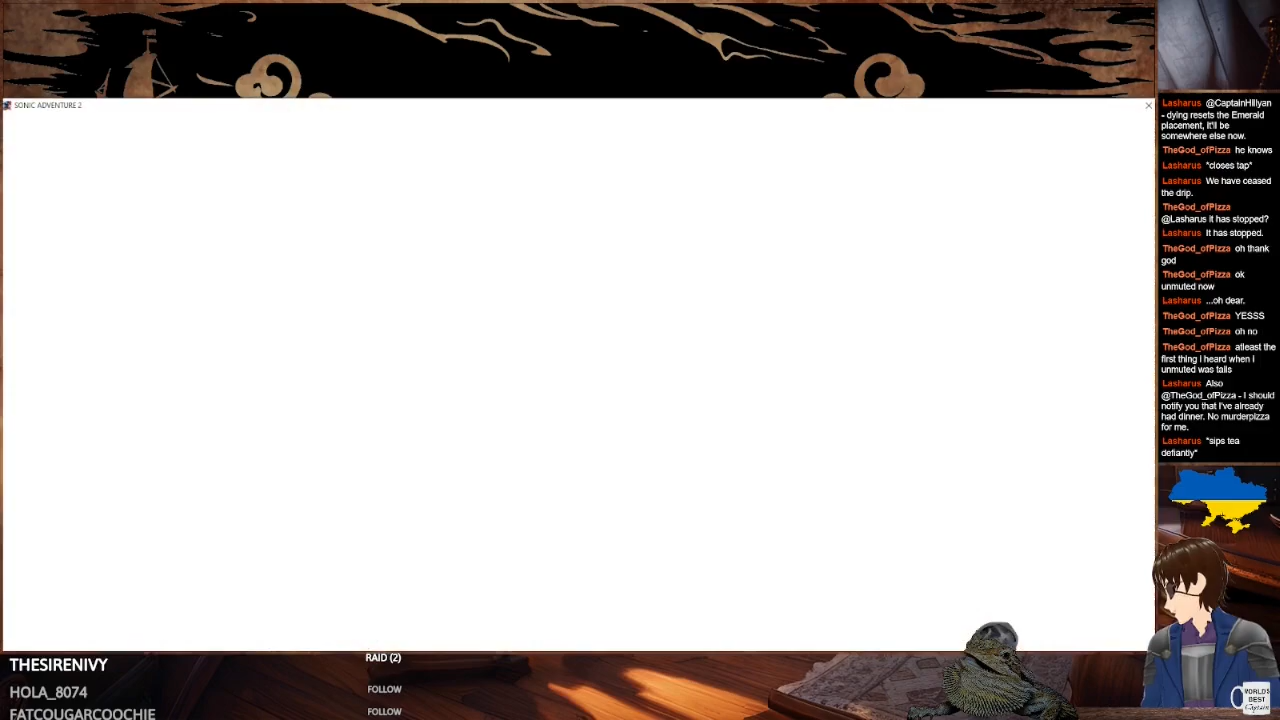 SONIC ADVENTURE 2
Lasharus @CaptainHillyan
- dying resets the Emerald
placement, it'll be
somewhere else now.
TheGod_ofPizza he knows
Lasharus *closes tap*
Lasharus We have ceased
the drip.
TheGod_ofPizza
@Lasharus It has stopped?
Lasharus It has stopped.
TheGod_ofPizza oh thank
god
TheGod_ofPizza ok
unmuted now
Lasharus ...oh dear.
TheGod_ofPizza YESSS
TheGod_ofPizza oh no
TheGod_ofPizza atleast the
first thing I heard when i
unmuted was tails
Lasharus Also
@TheGod_ofPizza - I should
notify you that I've already
had dinner. No murderpizza
for me.
Lasharus *sips tea
defiantly*
THESIRENIVY RAID (2)
HOLA_8074 FOLLOW
FATCOUGARCOOCHIE FOLLOW
WORLD'S
BEST
Captain